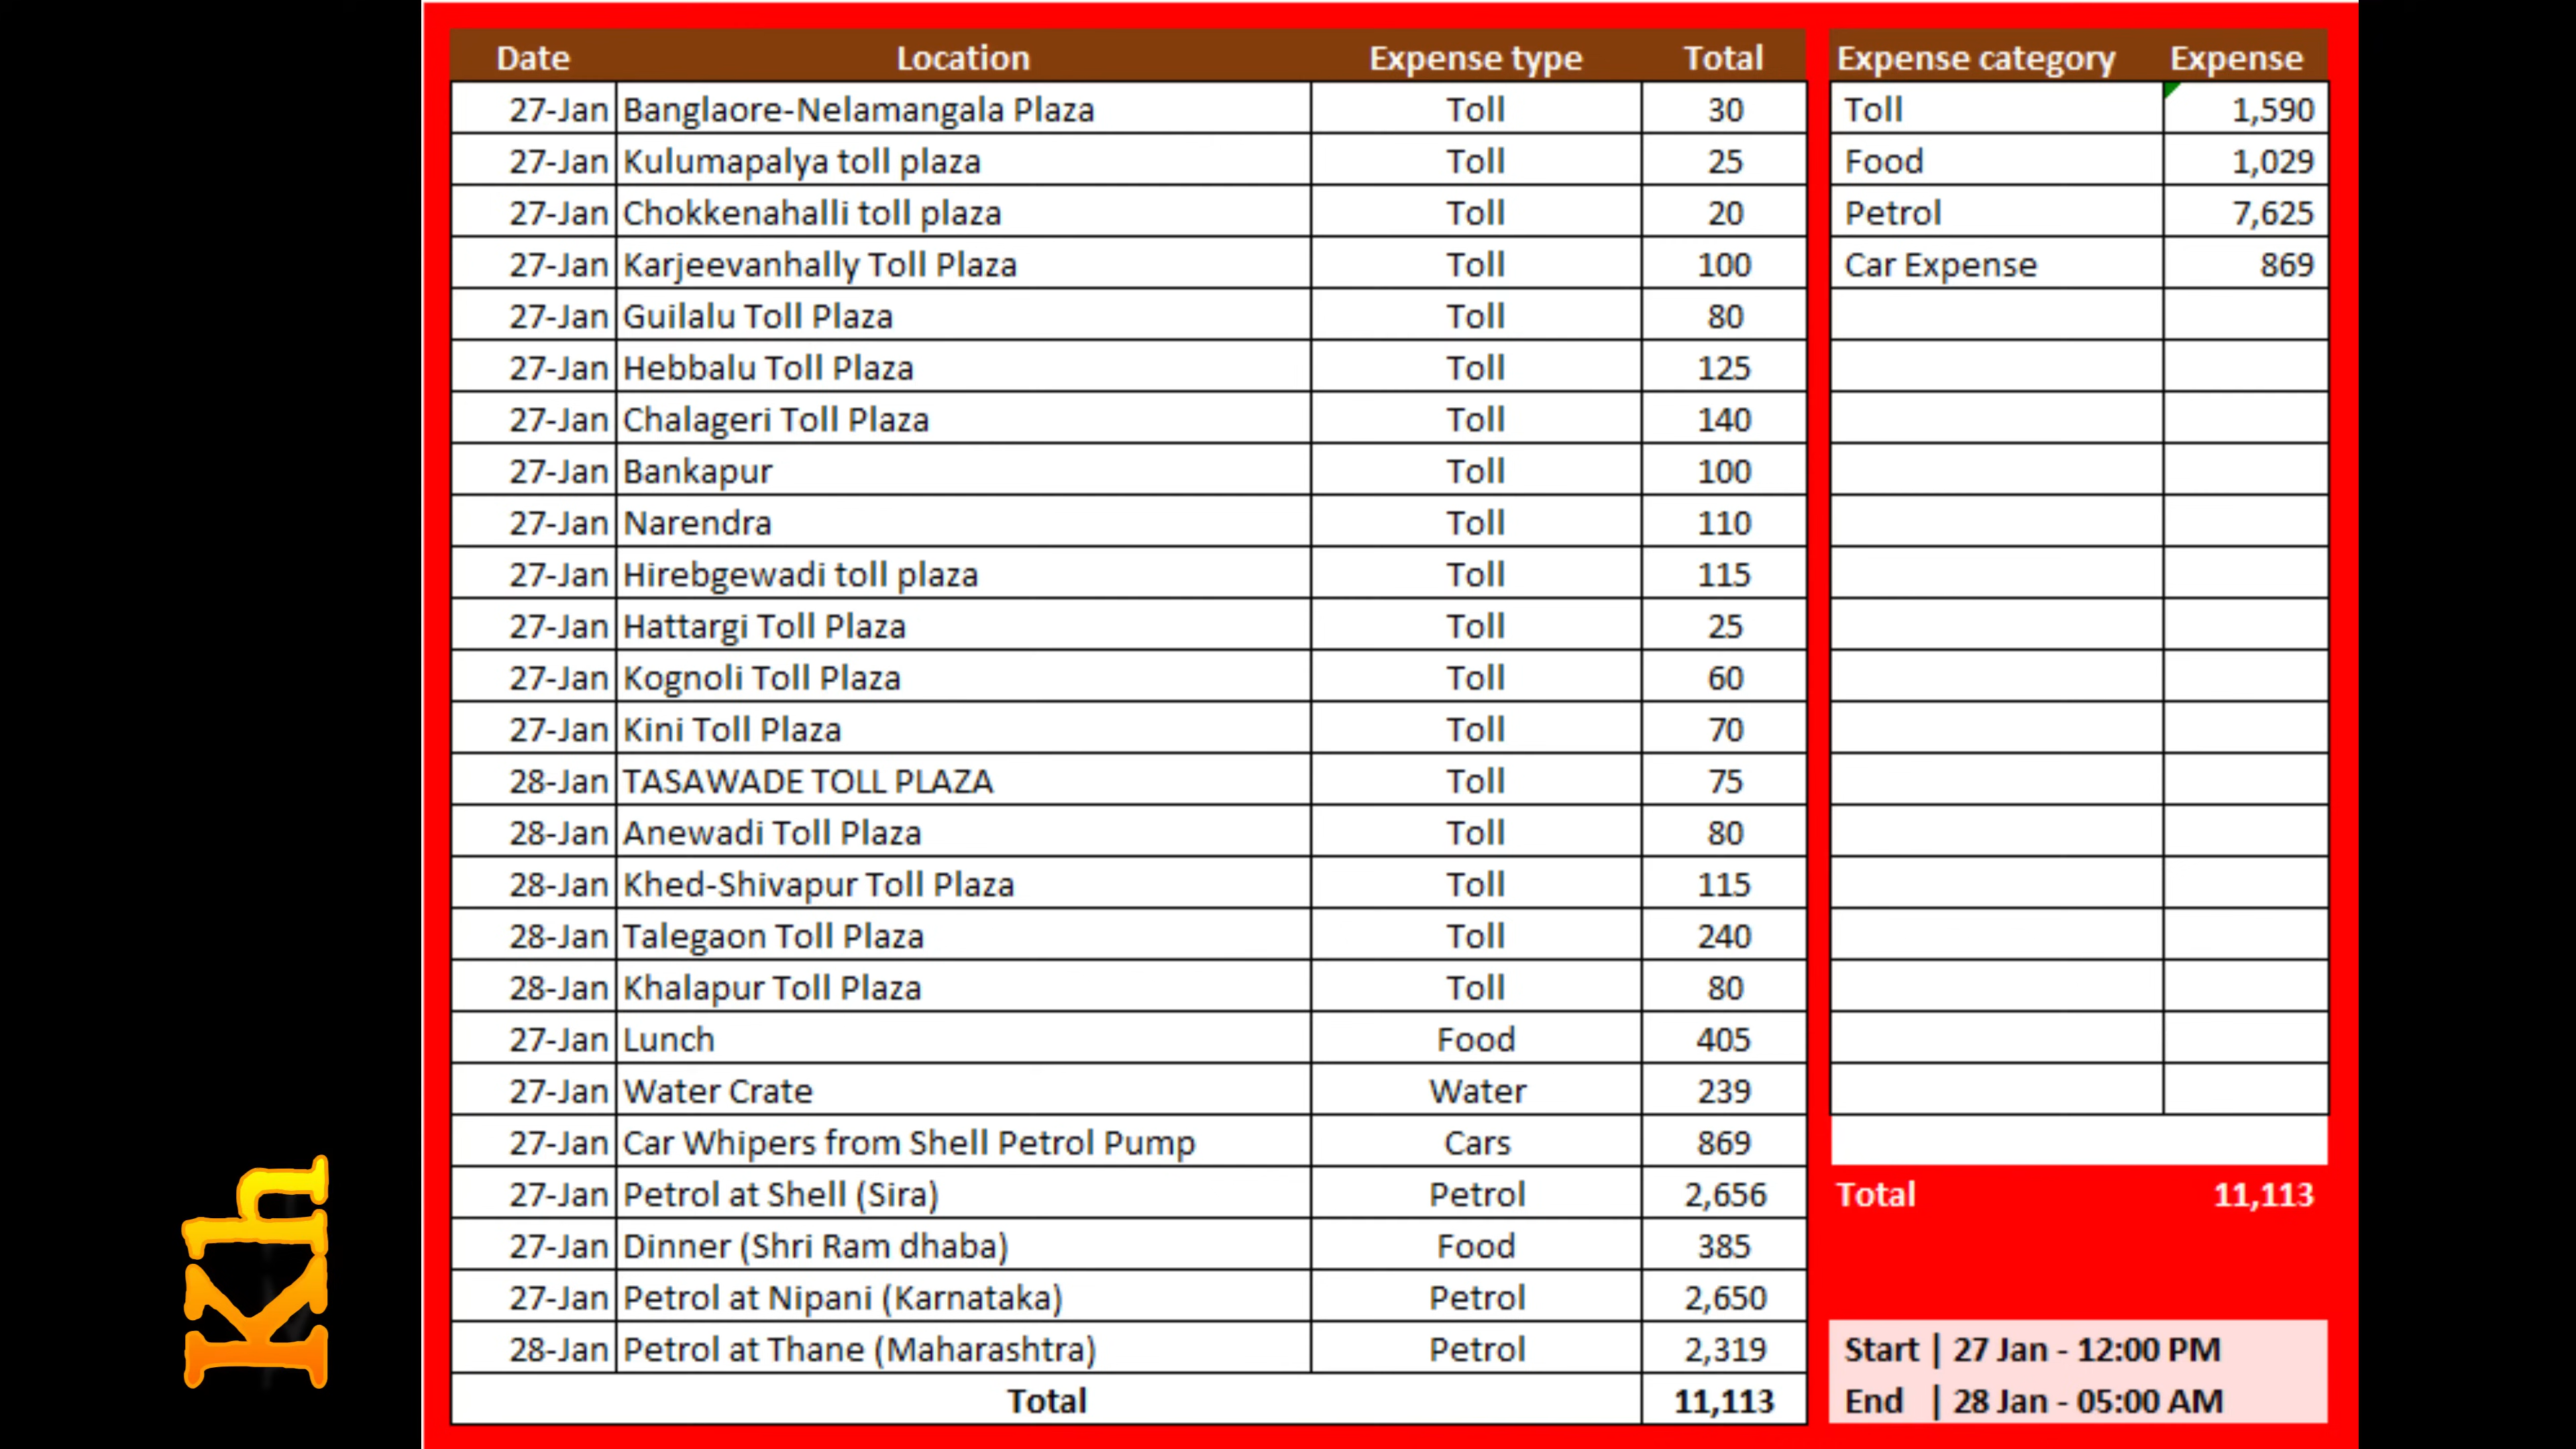 Date Location Expense type Total Expense category Expense
27-Jan Banglaore-Nelamangala Plaza Toll 30 Toll 1,590
27-Jan Kulumapalya toll plaza Toll 25 Food 1,029
27-Jan Chokkenahalli toll plaza Toll 20 Petrol 7,625
27-Jan Karjeevanhally Toll Plaza Toll 100 Car Expense 869
27-Jan Guilalu Toll Plaza Toll 80
27-Jan Hebbalu Toll Plaza Toll 125
27-Jan Chalageri Toll Plaza Toll 140
27-Jan Bankapur Toll 100
27-Jan Narendra Toll 110
27-Jan Hirebgewadi toll plaza Toll 115
27-Jan Hattargi Toll Plaza Toll 25
27-Jan Kognoli Toll Plaza Toll 60
27-Jan Kini Toll Plaza Toll 70
28-Jan TASAWADE TOLL PLAZA Toll 75
28-Jan Anewadi Toll Plaza Toll 80
28-Jan Khed-Shivapur Toll Plaza Toll 115
28-Jan Talegaon Toll Plaza Toll 240
28-Jan Khalapur Toll Plaza Toll 80
27-Jan Lunch Food 405
27-Jan Water Crate Water 239
27-Jan Car Whipers from Shell Petrol Pump Cars 869
27-Jan Petrol at Shell (Sira) Petrol 2,656 Total 11,113
27-Jan Dinner (Shri Ram dhaba) Food 385
27-Jan Petrol at Nipani (Karnataka) Petrol 2,650
28-Jan Petrol at Thane (Maharashtra) Petrol 2,319 Start | 27 Jan - 12:00 PM
Total 11,113 End | 28 Jan - 05:00 AM
Kh